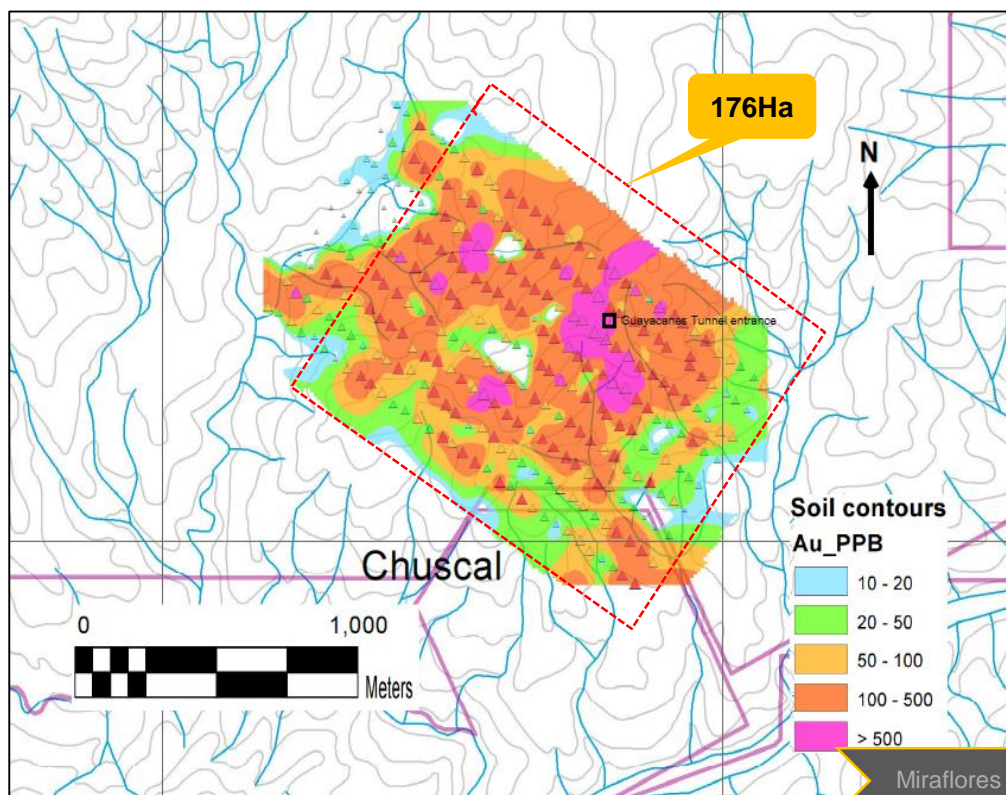 176Ha
N
Guayacanes Tunnel entrance
Soil contours
Au_PPB
10 - 20
20 - 50
50 - 100
100 - 500
> 500
Chuscal
0 1,000
Meters
Miraflores